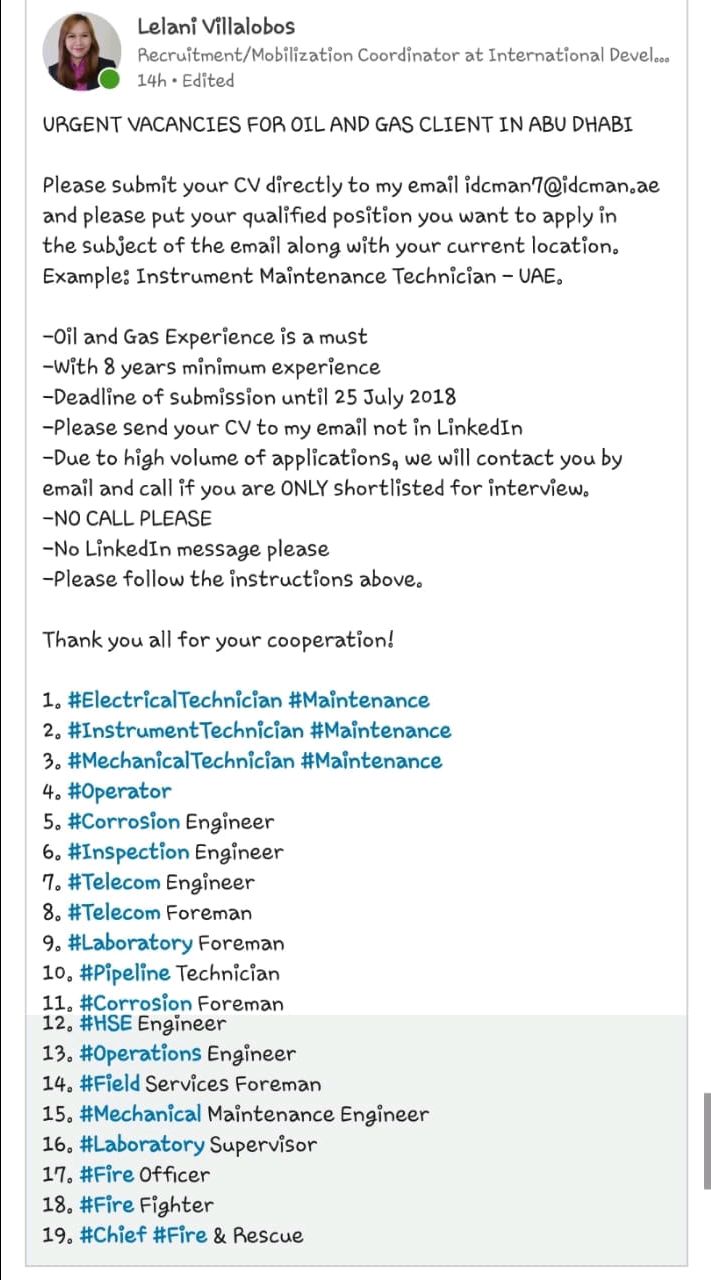 Lelani Villalobos
Recruitment/Mobilization Coordinator at International Devel...
14h • Edited
URGENT VACANCIES FOR OIL AND GAS CLIENT IN ABU DHABI
Please submit your CV directly to my email idcman7@idcman.ae
and please put your qualified position you want to apply in
the subject of the email along with your current location.
Example: Instrument Maintenance Technician - UAE.
-Oil and Gas Experience is a must
-With 8 years minimum experience
-Deadline of submission until 25 July 2018
-Please send your CV to my email not in LinkedIn
-Due to high volume of applications, we will contact you by
email and call if you are ONLY shortlisted for interview.
-NO CALL PLEASE
-No LinkedIn message please
-Please follow the instructions above.
Thank you all for your cooperation!
1. #ElectricalTechnician #Maintenance
2. #InstrumentTechnician #Maintenance
3. #MechanicalTechnician #Maintenance
4. #Operator
5. #Corrosion Engineer
6. #Inspection Engineer
7. #Telecom Engineer
8. #Telecom Foreman
9. #Laboratory Foreman
10. #Pipeline Technician
11. #Corrosion Foreman
12. #HSE Engineer
13. #Operations Engineer
14. #Field Services Foreman
15. #Mechanical Maintenance Engineer
16. #Laboratory Supervisor
17. #Fire Officer
18. #Fire Fighter
19. #Chief #Fire & Rescue